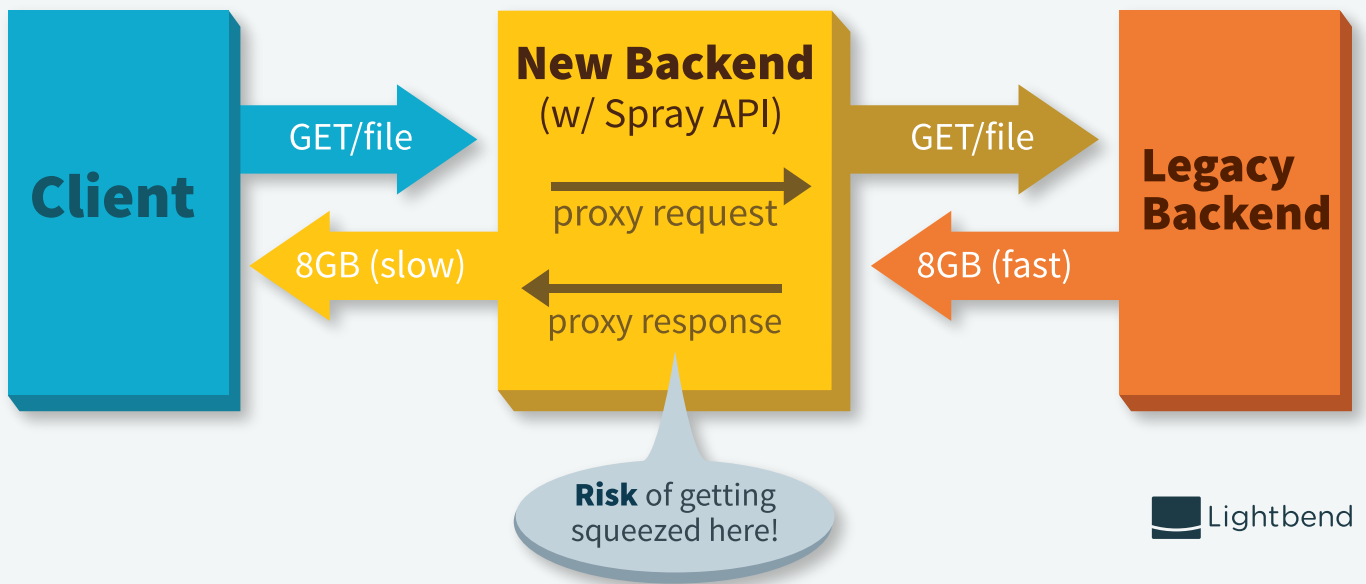 Client
GET/file
8GB (slow)
New Backend
(w/ Spray API)
proxy request
proxy response
GET/file
8GB (fast)
Legacy
Backend
Risk of getting
squeezed here!
Lightbend